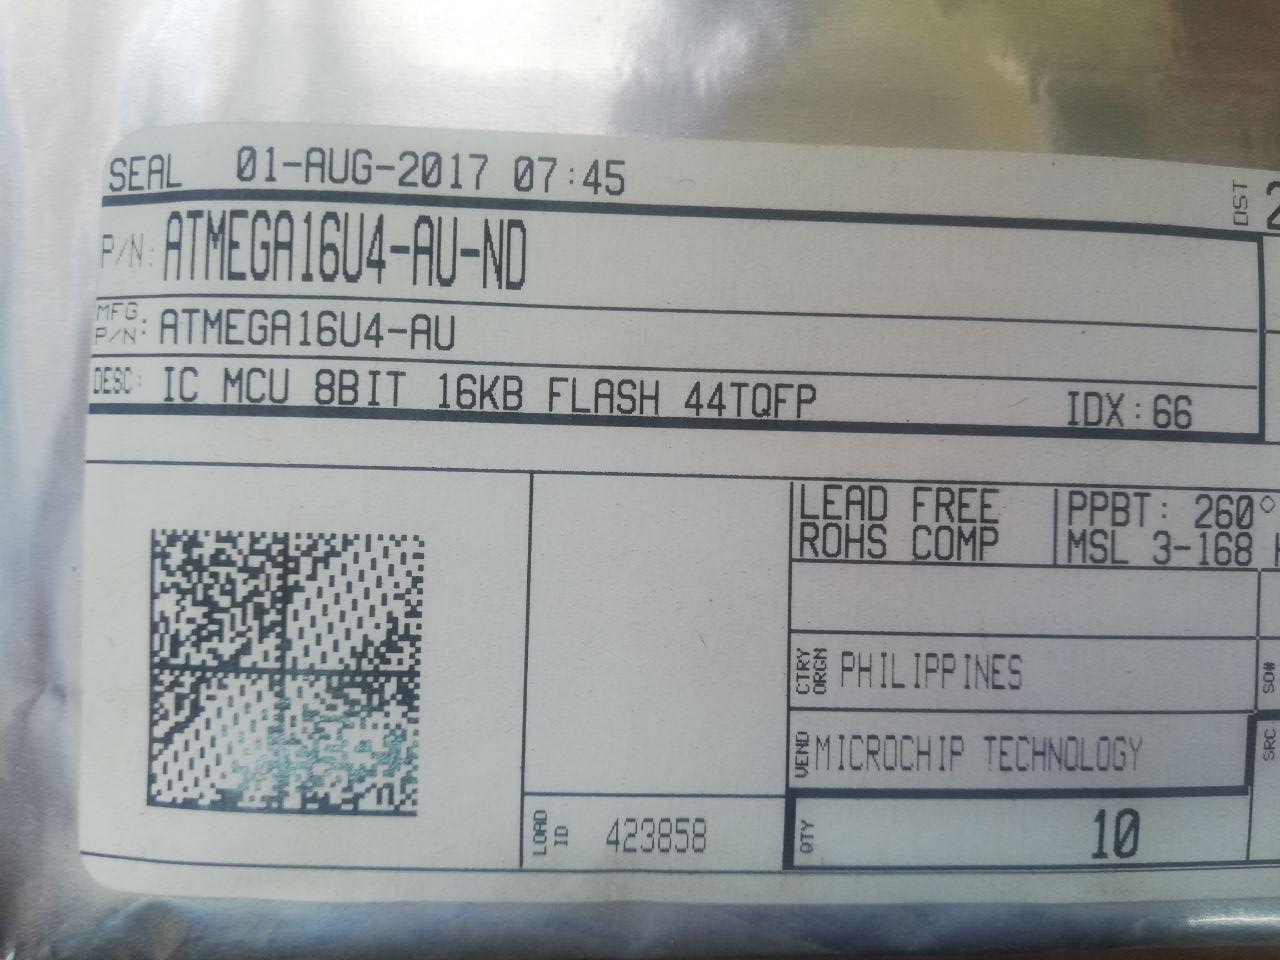 SEAL 01-AUG-2017 07:45
DST 2
P/N: ATMEGA16U4-AU-ND
MFG. P/N: ATMEGA16U4-AU
DESC: IC MCU 8BIT 16KB FLASH 44TQFP IDX:66
LEAD FREE
ROHS COMP
PPBT: 260°
MSL 3-168 H
CTRY ORGN PHILIPPINES
SO#
VEND MICROCHIP TECHNOLOGY
SRC
LOAD ID 423858
QTY 10